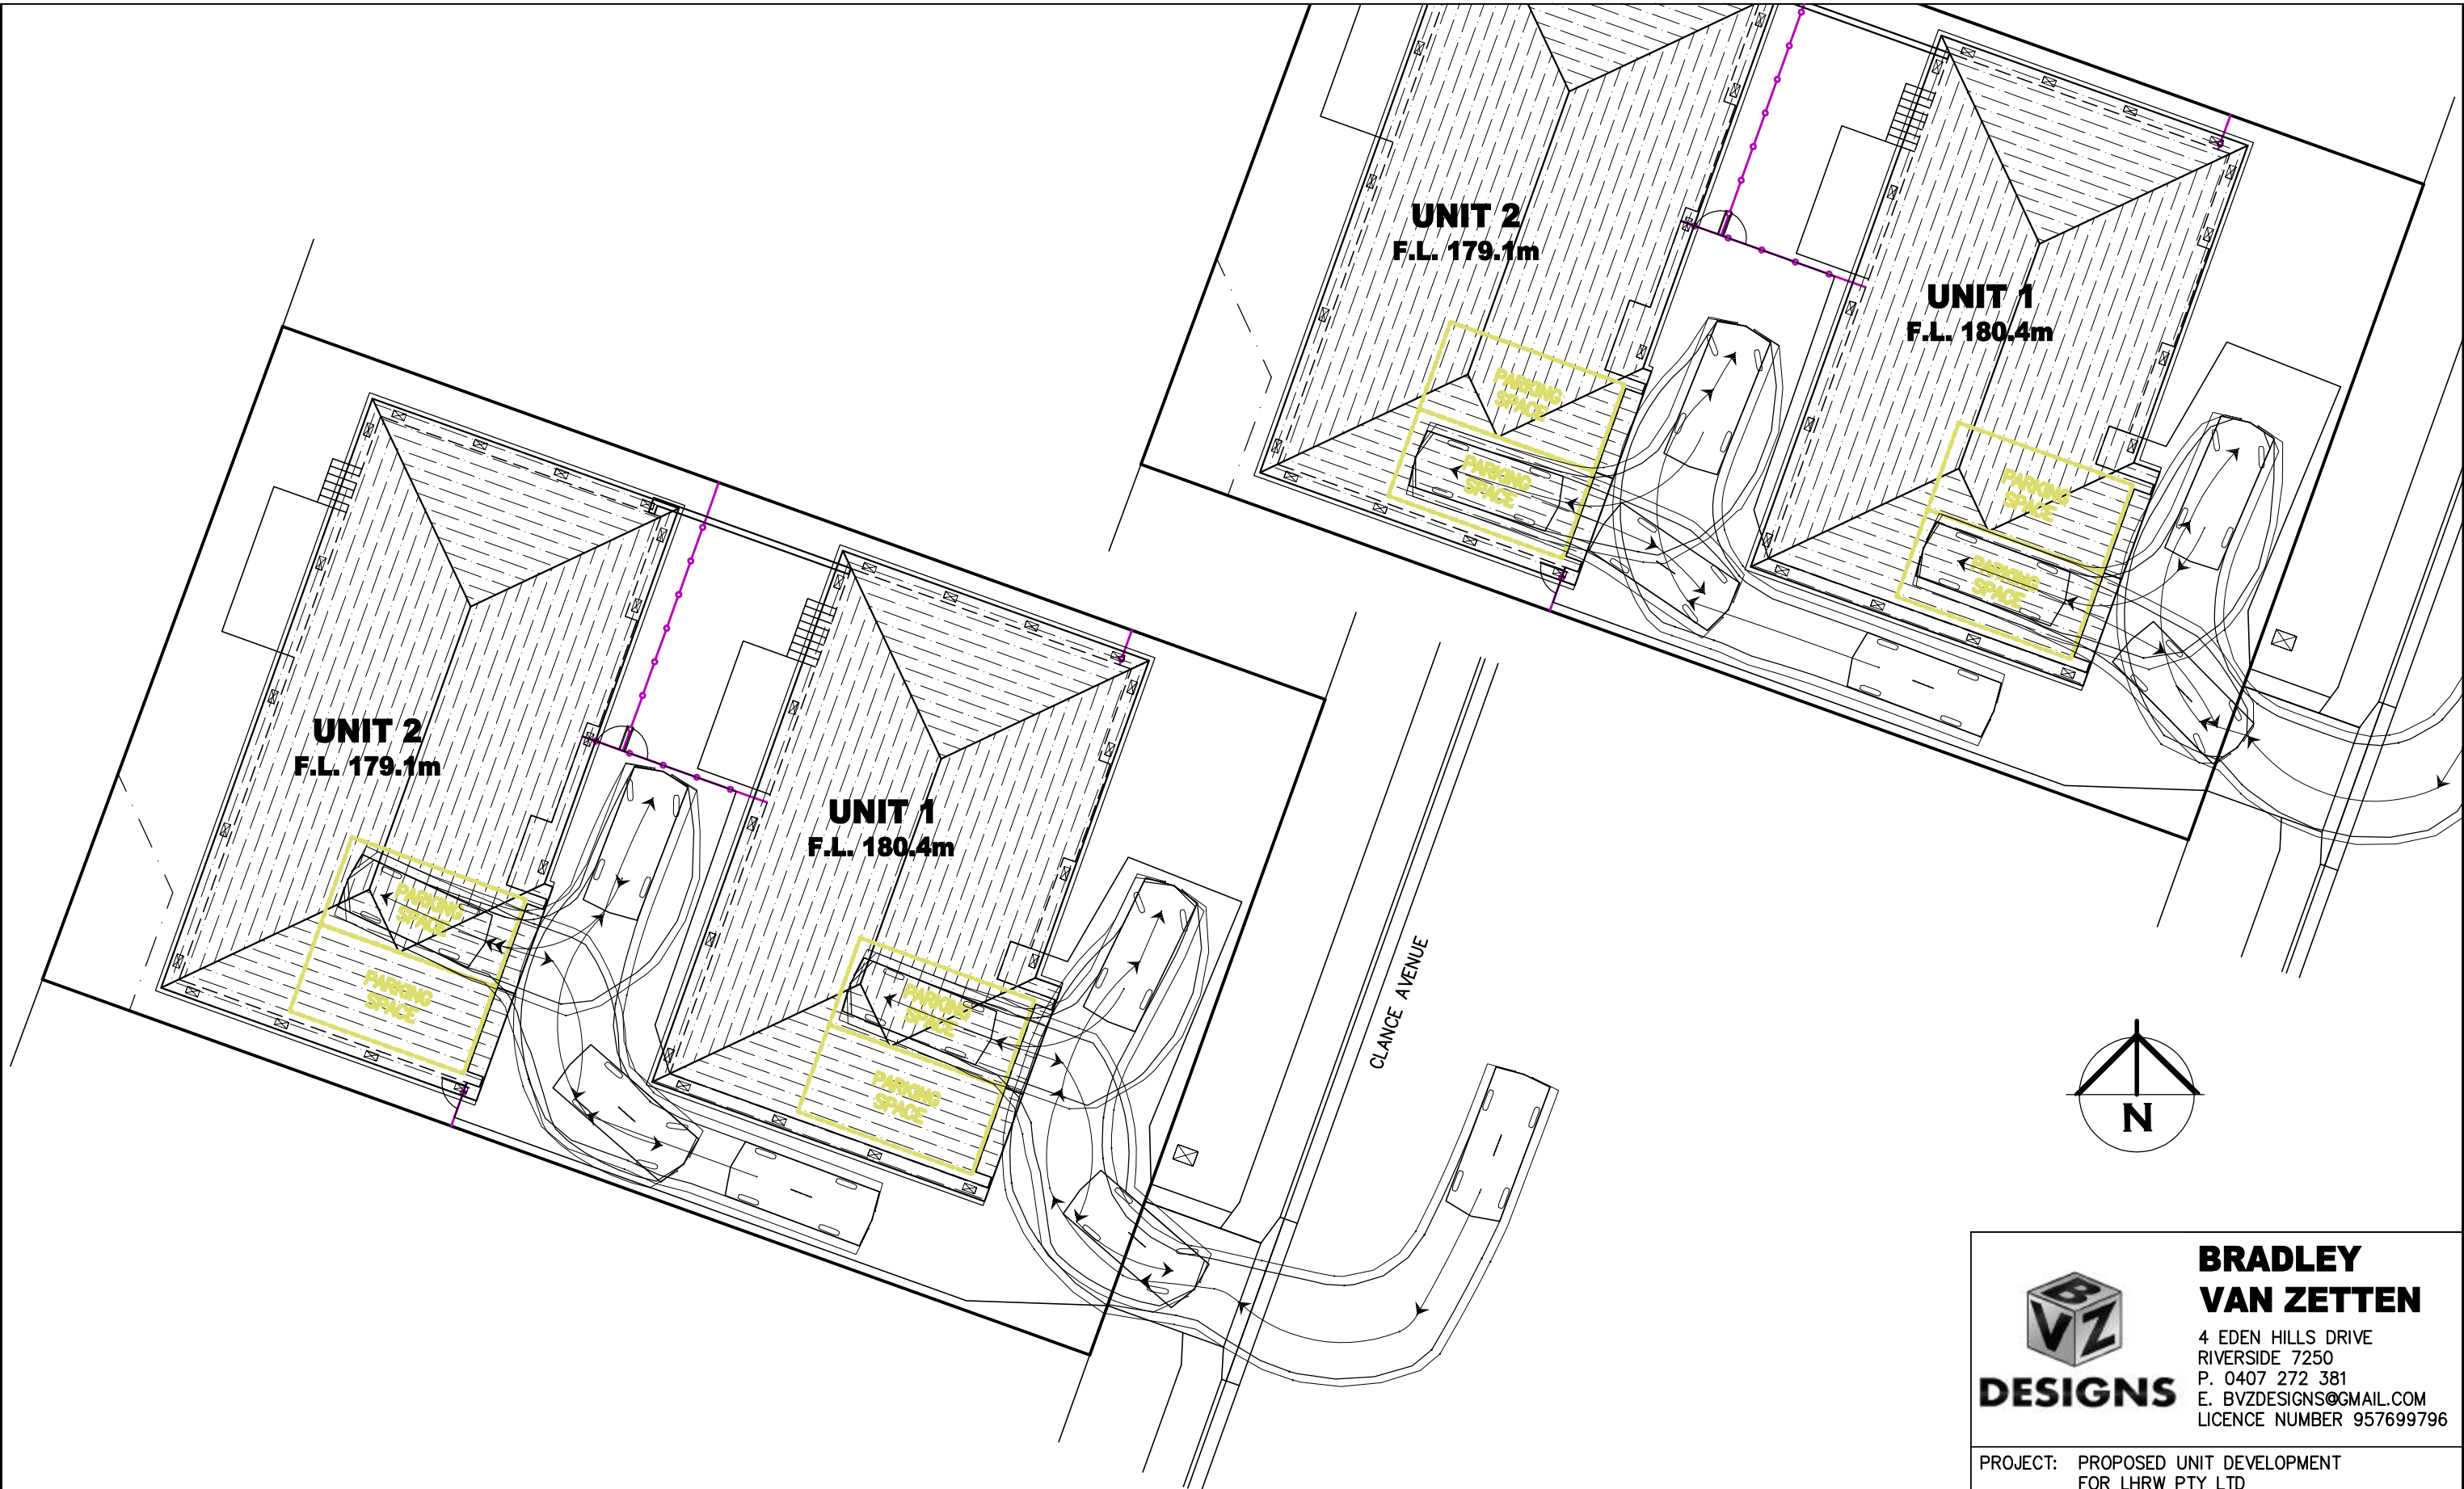 UNIT 2
F.L. 179.1m
UNIT 1
F.L. 180.4m
PARKING
SPACE
PARKING
SPACE
PARKING
SPACE
PARKING
SPACE
UNIT 2
F.L. 179.1m
UNIT 1
F.L. 180.4m
PARKING
SPACE
PARKING
SPACE
PARKING
SPACE
PARKING
SPACE
CLANCE AVENUE
N
BVZ
DESIGNS
BRADLEY
VAN ZETTEN
4 EDEN HILLS DRIVE
RIVERSIDE 7250
P. 0407 272 381
E. BVZDESIGNS@GMAIL.COM
LICENCE NUMBER 957699796
PROJECT: PROPOSED UNIT DEVELOPMENT
FOR LHRW PTY LTD